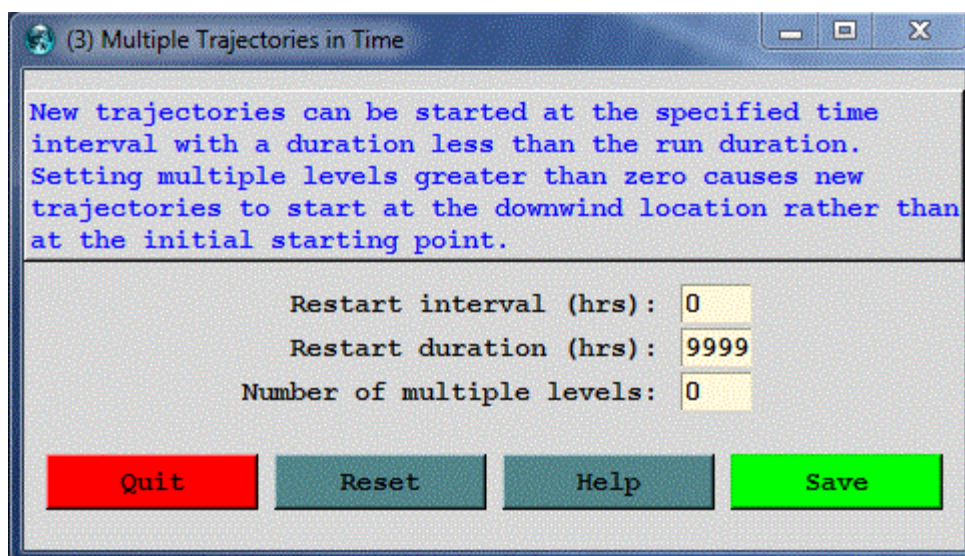 (3) Multiple Trajectories in Time
New trajectories can be started at the specified time
interval with a duration less than the run duration.
Setting multiple levels greater than zero causes new
trajectories to start at the downwind location rather than
at the initial starting point.
Restart interval (hrs): 0
Restart duration (hrs): 9999
Number of multiple levels: 0
Quit Reset Help Save